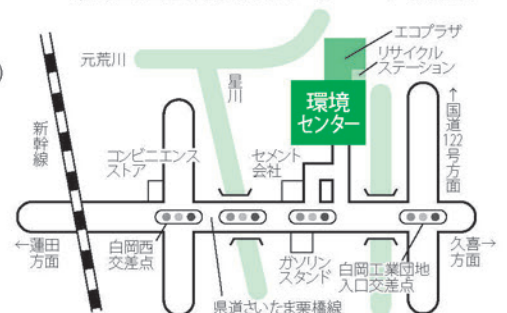 エコプラザ
リサイクル
ステーション
元荒川
星川
環境
センター
↑国道122号方面
新幹線
コンビニエンス
ストア
セメント
会社
←蓮田
方面
白岡西
交差点
ガソリン
スタンド
白岡工業団地
入口交差点
久喜→
方面
県道さいたま栗橋線